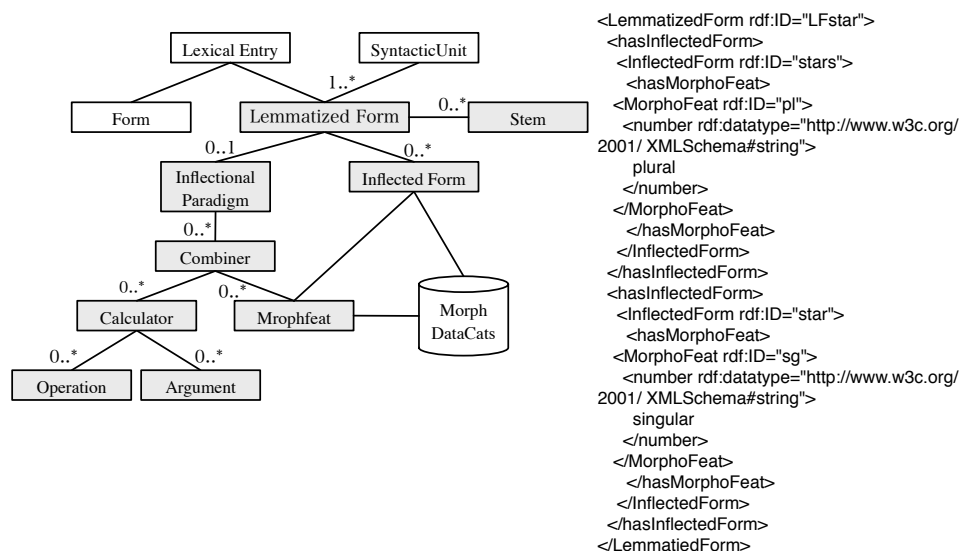 Lexical Entry
SyntacticUnit
1..*
Form
Lemmatized Form
0..*
Stem
0..1
0..*
Inflectional
Paradigm
Inflected Form
0..*
Combiner
0..*
0..*
Calculator
Mrophfeat
Morph
DataCats
0..*
0..*
Operation
Argument
<LemmatizedForm rdf:ID="LFstar">
<hasInflectedForm>
<InflectedForm rdf:ID="stars">
<hasMorphoFeat>
<MorphoFeat rdf:ID="pl">
<number rdf:datatype="http://www.w3c.org/
2001/ XMLSchema#string">
plural
</number>
</MorphoFeat>
</hasMorphoFeat>
</InflectedForm>
</hasInflectedForm>
<hasInflectedForm>
<InflectedForm rdf:ID="star">
<hasMorphoFeat>
<MorphoFeat rdf:ID="sg">
<number rdf:datatype="http://www.w3c.org/
2001/ XMLSchema#string">
singular
</number>
</MorphoFeat>
</hasMorphoFeat>
</InflectedForm>
</hasInflectedForm>
</LemmatiedForm>